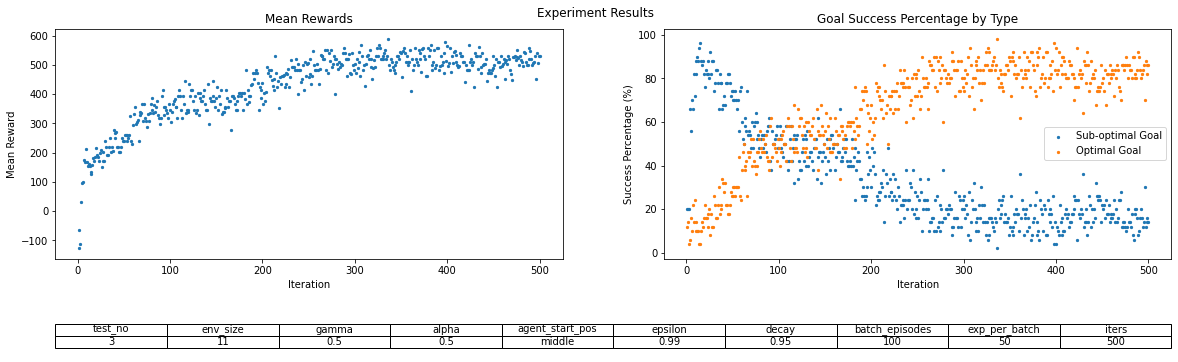 Experiment Results
Mean Rewards
Mean Reward
600
500
400
300
200
100
0
−100
0 100 200 300 400 500
Iteration
Goal Success Percentage by Type
Success Percentage (%)
100
80
60
40
20
0
Sub-optimal Goal
Optimal Goal
0 100 200 300 400 500
Iteration
test_no env_size gamma alpha agent_start_pos epsilon decay batch_episodes exp_per_batch iters
3 11 0.5 0.5 middle 0.99 0.95 100 50 500